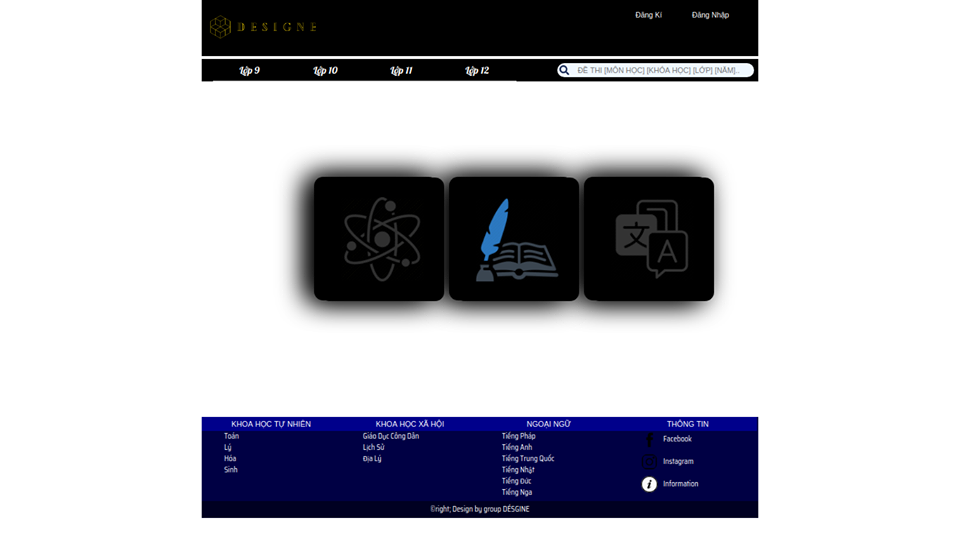 DESIGNE
Đăng Kí
Đăng Nhập
Lớp 9
Lớp 10
Lớp 11
Lớp 12
ĐỀ THI [MÔN HỌC] [KHÓA HỌC] [LỚP] [NĂM]...
文
A
KHOA HỌC TỰ NHIÊN
KHOA HỌC XÃ HỘI
NGOẠI NGỮ
THÔNG TIN
Toán
Lý
Hóa
Sinh
Giáo Dục Công Dân
Lịch Sử
Địa Lý
Tiếng Pháp
Tiếng Anh
Tiếng Trung Quốc
Tiếng Nhật
Tiếng Đức
Tiếng Nga
Facebook
Instagram
Information
©right; Design by group DÉSGINE